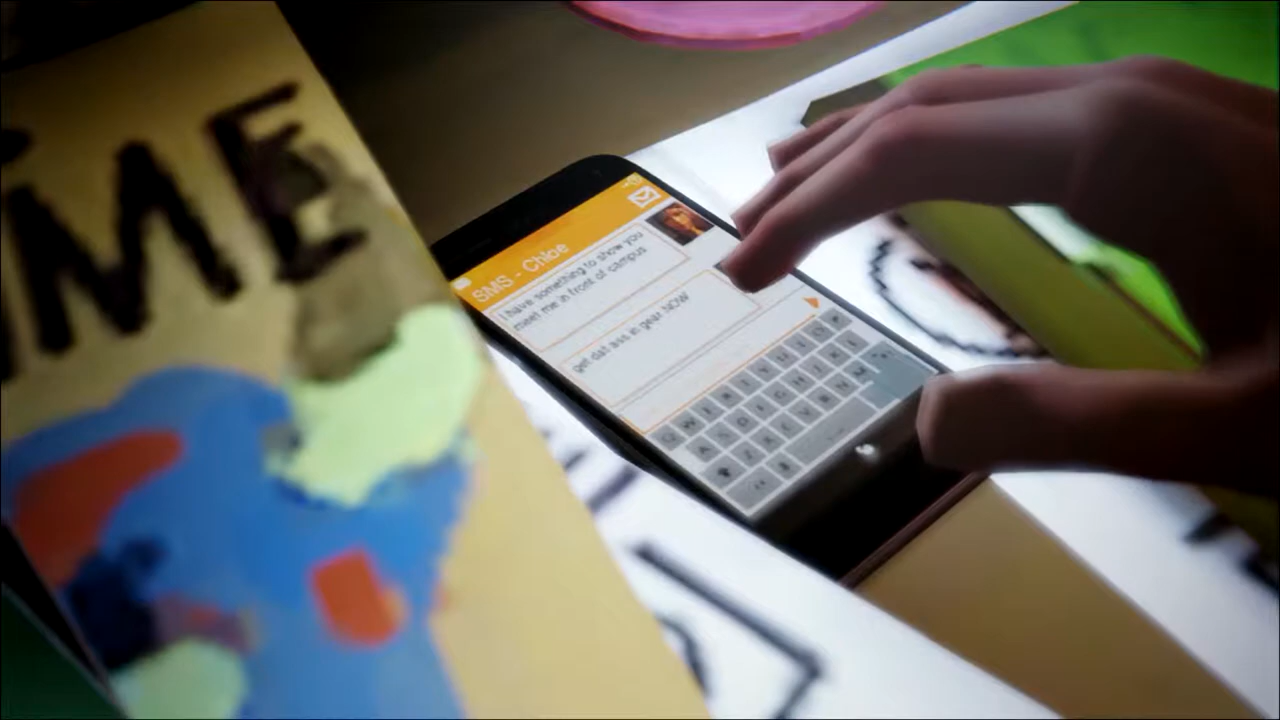 IME
SMS - Chloe
I have something to show you
meet me in front of campus
get dat ass in gear NOW